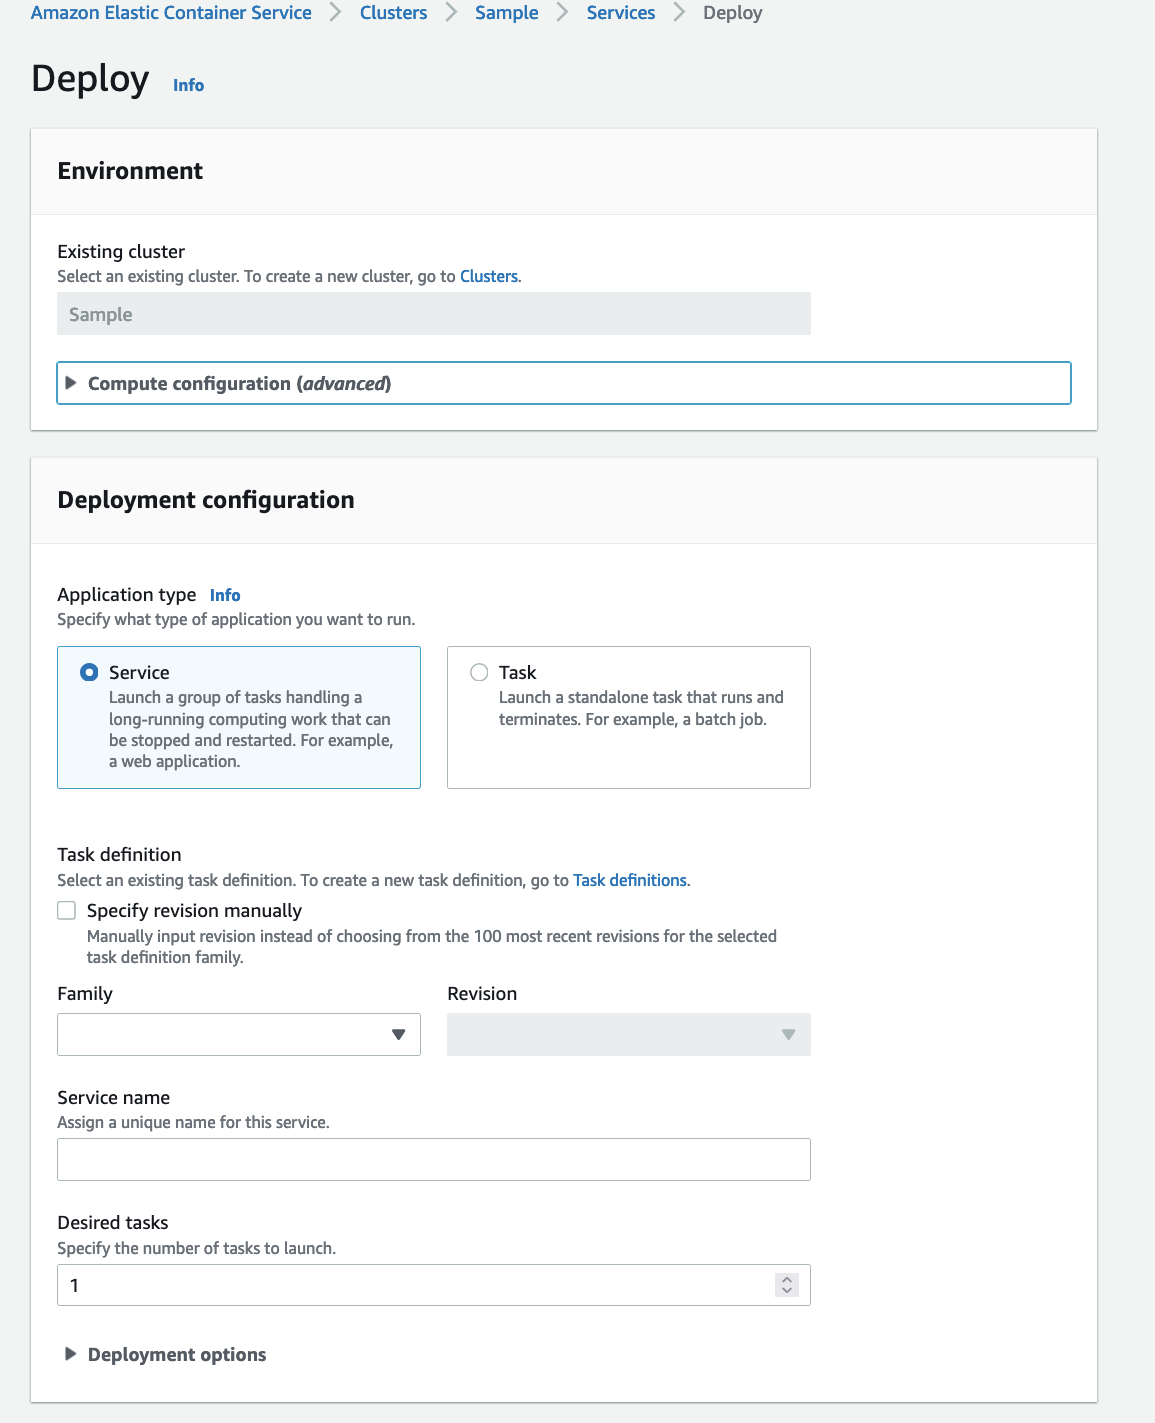 Amazon Elastic Container Service > Clusters > Sample > Services > Deploy
Deploy Info
Environment
Existing cluster
Select an existing cluster. To create a new cluster, go to Clusters.
Sample
Compute configuration (advanced)
Deployment configuration
Application type Info
Specify what type of application you want to run.
Service
Launch a group of tasks handling a
long-running computing work that can
be stopped and restarted. For example,
a web application.
Task
Launch a standalone task that runs and
terminates. For example, a batch job.
Task definition
Select an existing task definition. To create a new task definition, go to Task definitions.
Specify revision manually
Manually input revision instead of choosing from the 100 most recent revisions for the selected
task definition family.
Family
Revision
Service name
Assign a unique name for this service.
Desired tasks
Specify the number of tasks to launch.
1
Deployment options